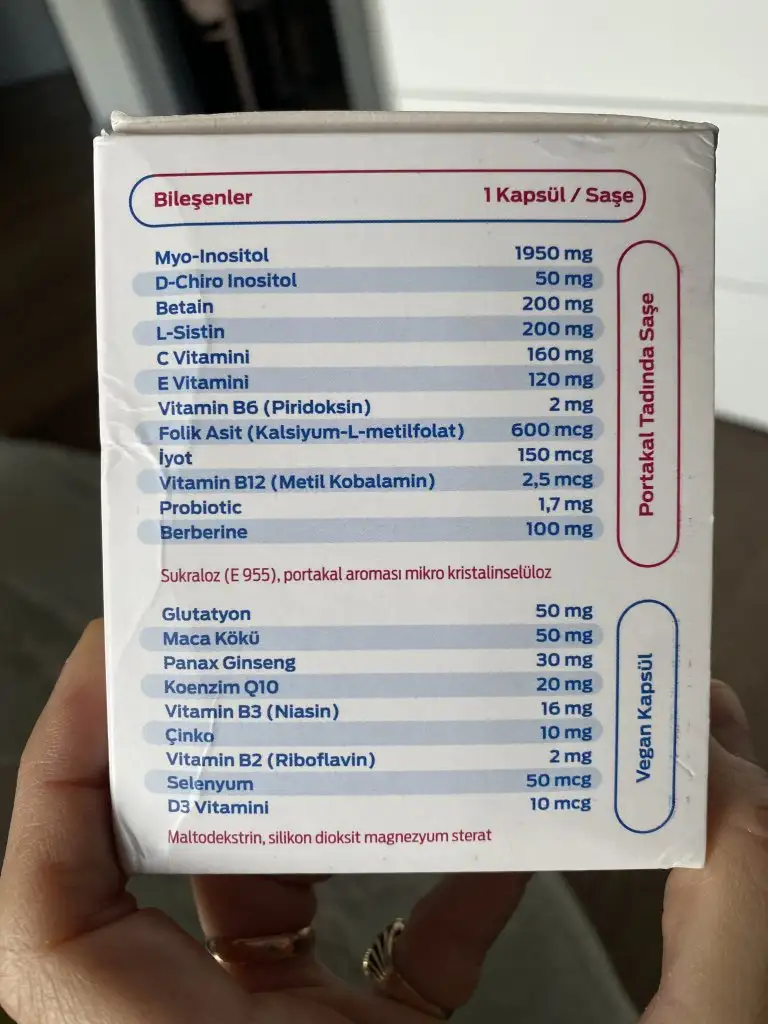 Bileşenler 1 Kapsül / Saşe
Myo-Inositol 1950 mg
D-Chiro Inositol 50 mg
Betain 200 mg
L-Sistin 200 mg
C Vitamini 160 mg
E Vitamini 120 mg
Vitamin B6 (Piridoksin) 2 mg
Folik Asit (Kalsiyum-L-metilfolat) 600 mcg
İyot 150 mcg
Vitamin B12 (Metil Kobalamin) 2,5 mcg
Probiotic 1,7 mg
Berberine 100 mg
Portakal Tadında Saşe
Sukraloz (E 955), portakal aroması mikro kristalinselüloz
Glutatyon 50 mg
Maca Kökü 50 mg
Panax Ginseng 30 mg
Koenzim Q10 20 mg
Vitamin B3 (Niasin) 16 mg
Çinko 10 mg
Vitamin B2 (Riboflavin) 2 mg
Selenyum 50 mcg
D3 Vitamini 10 mcg
Vegan Kapsül
Maltodekstrin, silikon dioksit magnezyum sterat